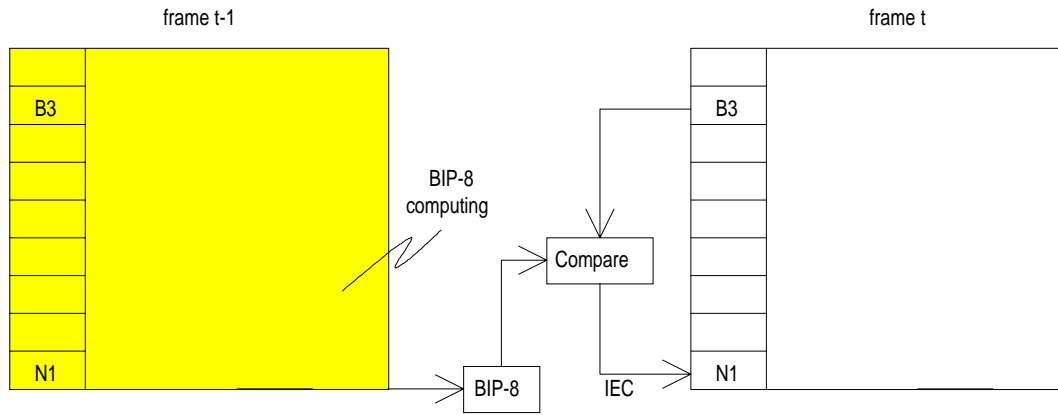 frame t-1
frame t
B3
B3
BIP-8
computing
Compare
N1
BIP-8
IEC
N1